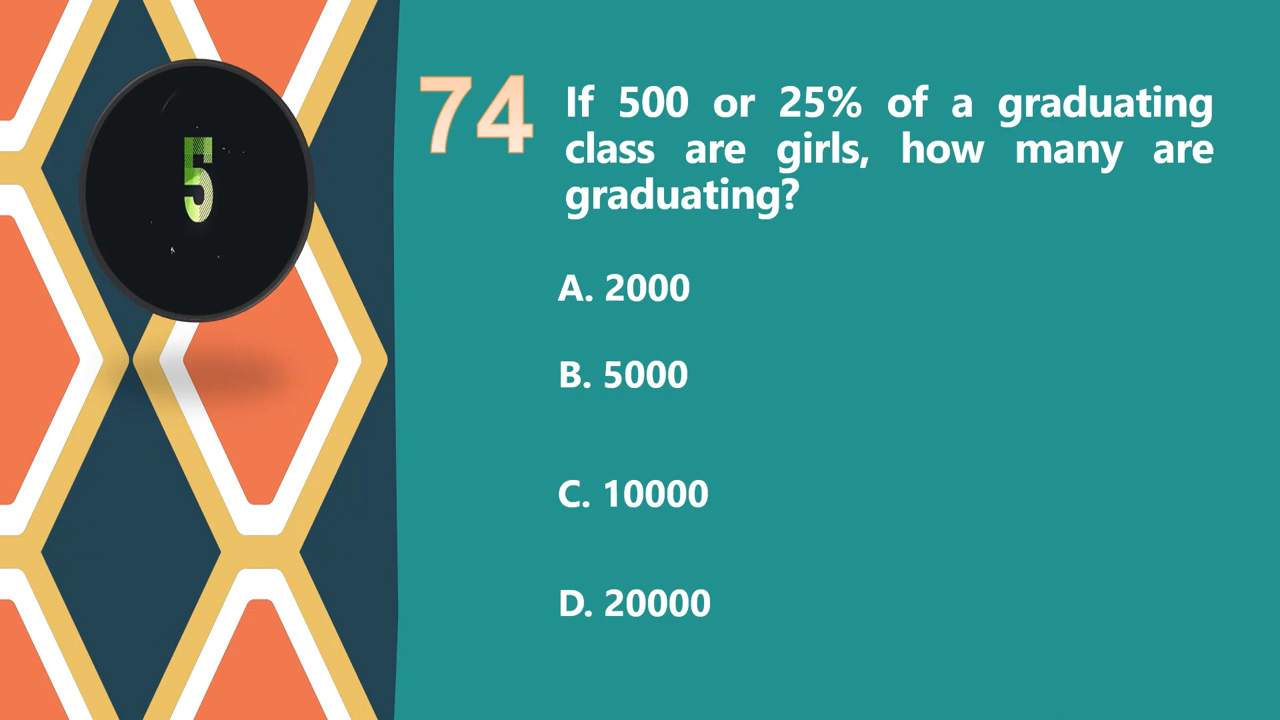 5
74
If 500 or 25% of a graduating
class are girls, how many are
graduating?
A. 2000
B. 5000
C. 10000
D. 20000